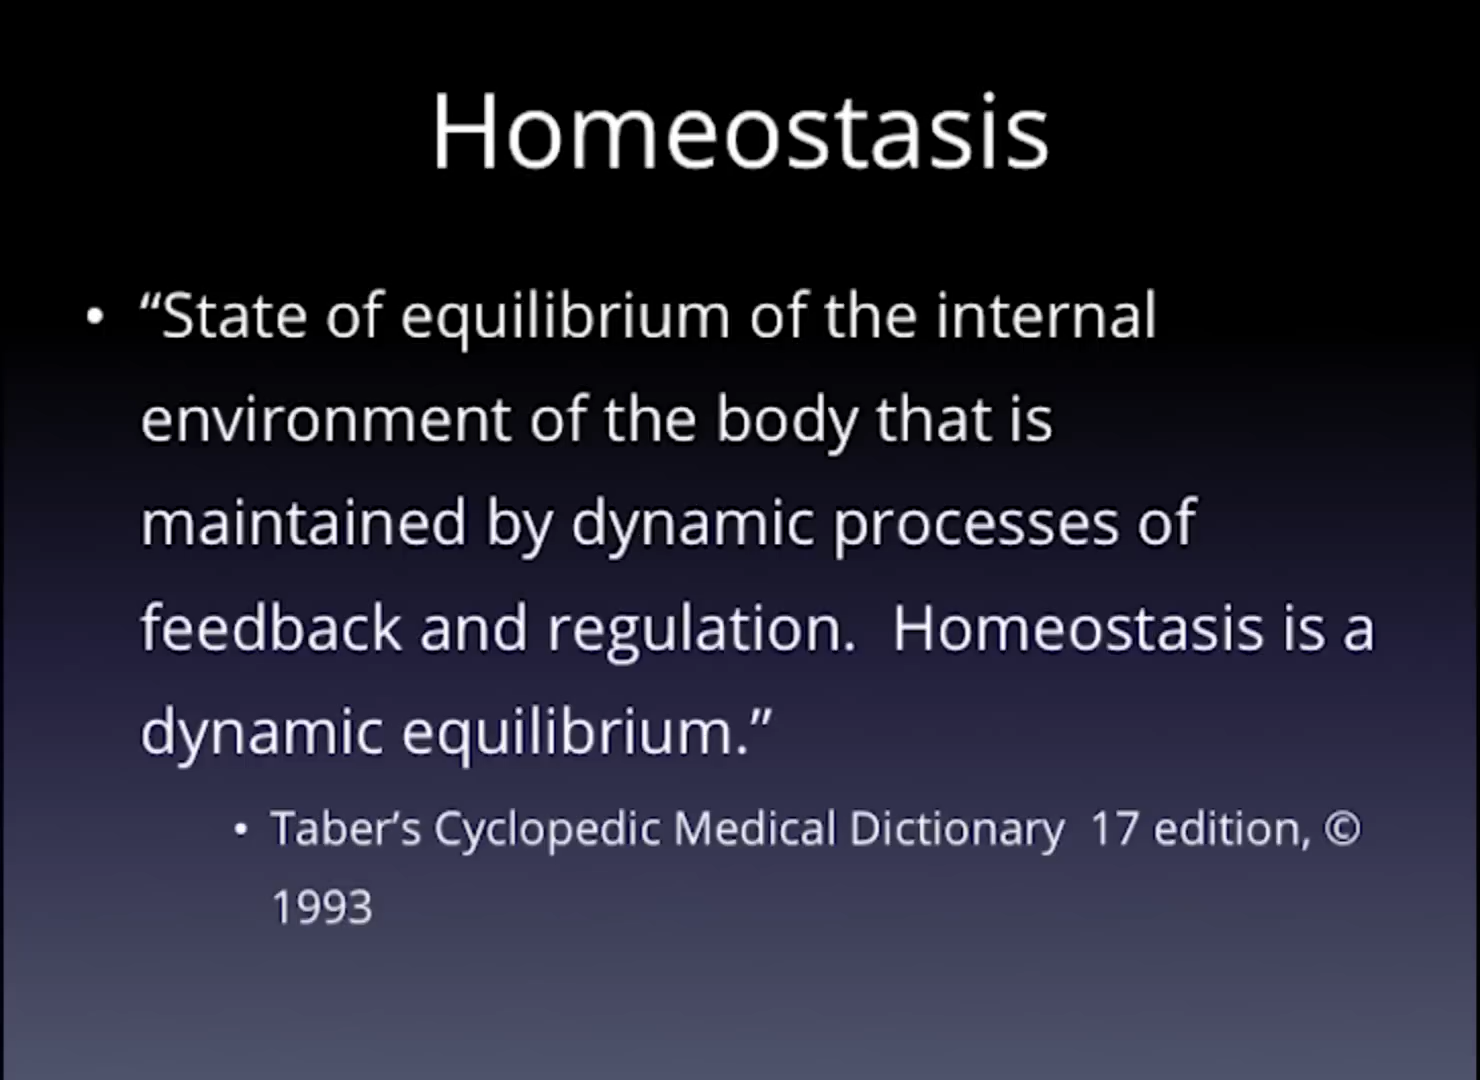 Homeostasis
• “State of equilibrium of the internal
environment of the body that is
maintained by dynamic processes of
feedback and regulation.  Homeostasis is a
dynamic equilibrium.”
• Taber’s Cyclopedic Medical Dictionary  17 edition, ©
1993